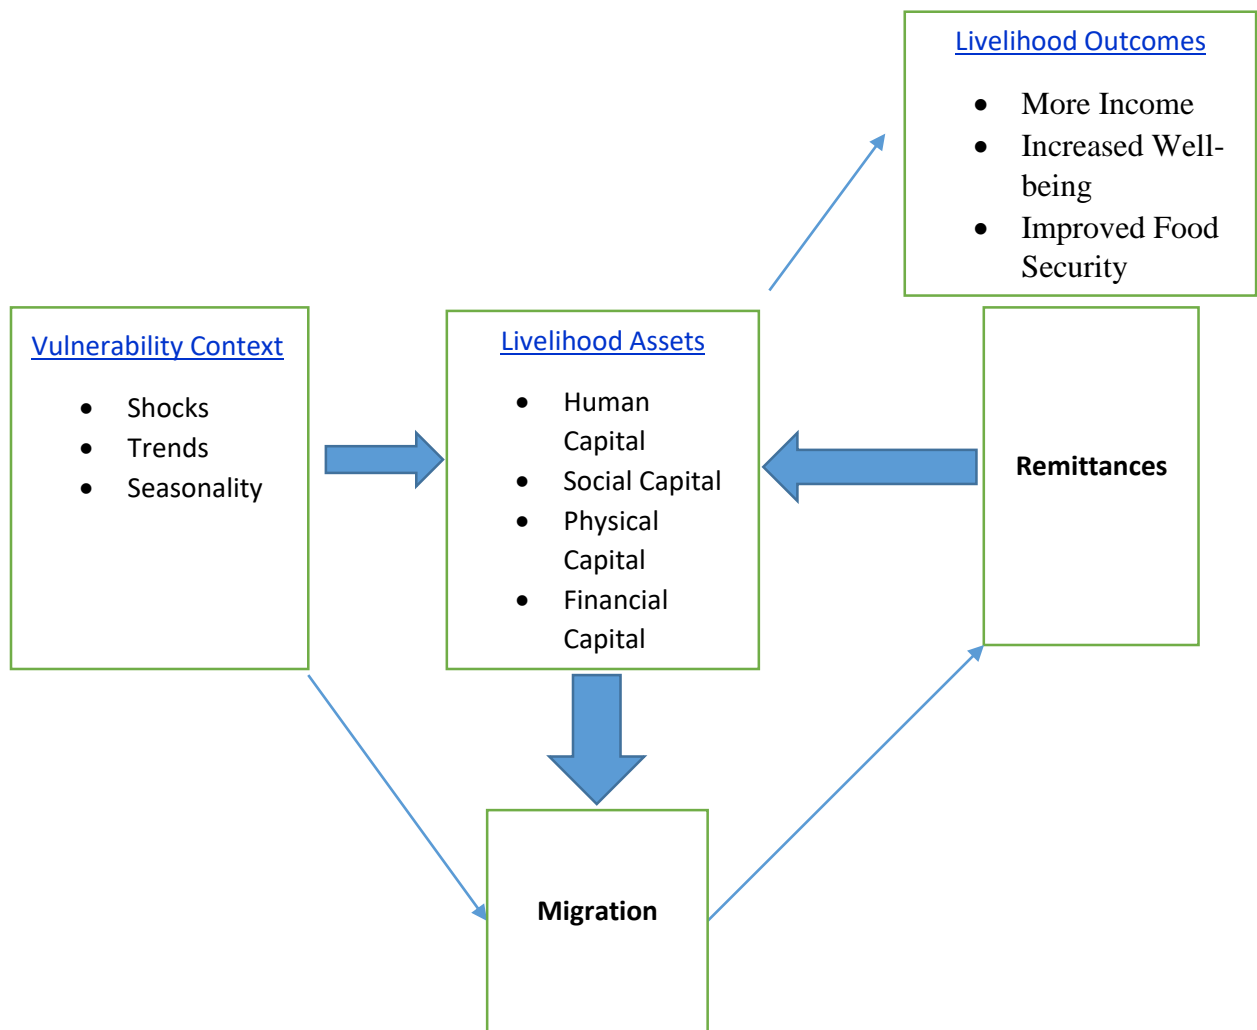 Livelihood Outcomes
• More Income
• Increased Well-
being
• Improved Food
Security
Vulnerability Context
• Shocks
• Trends
• Seasonality
Livelihood Assets
• Human
Capital
• Social Capital
• Physical
Capital
• Financial
Capital
Remittances
Migration